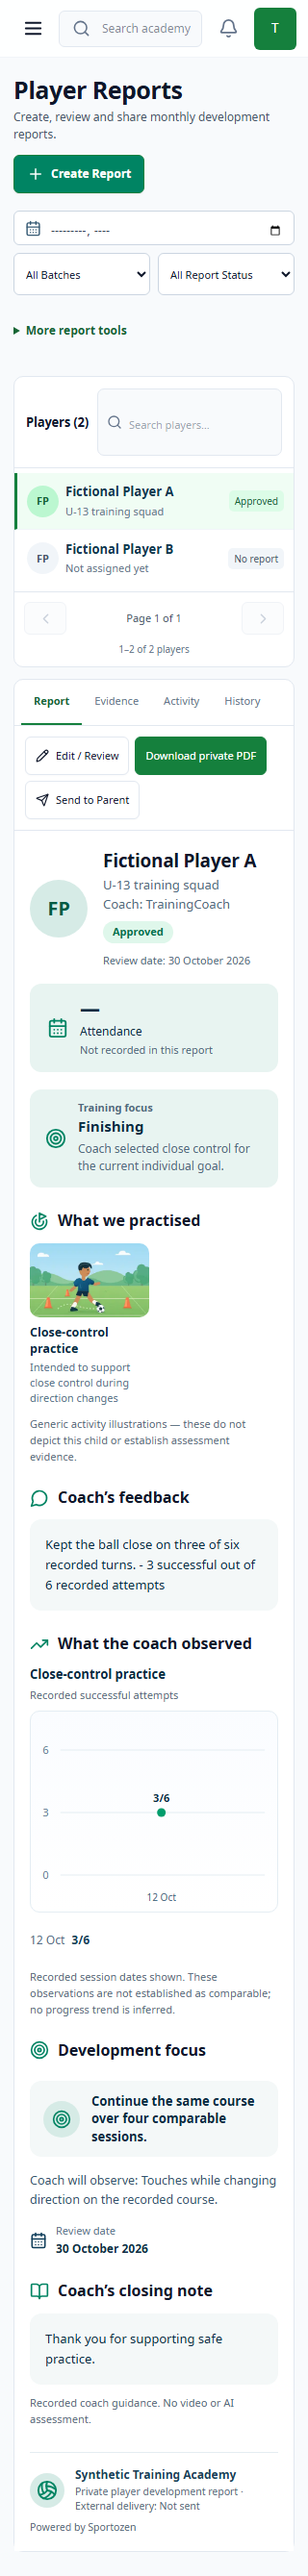 Search academy
T
Player Reports
Create, review and share monthly development
reports.
+ Create Report
---------, ----
All Batches
All Report Status
More report tools
Players (2)
Search players...
FP
Fictional Player A
U-13 training squad
Approved
FP
Fictional Player B
Not assigned yet
No report
Page 1 of 1
1–2 of 2 players
Report
Evidence
Activity
History
Edit / Review
Download private PDF
Send to Parent
FP
Fictional Player A
U-13 training squad
Coach: TrainingCoach
Approved
Review date: 30 October 2026
—
Attendance
Not recorded in this report
Training focus
Finishing
Coach selected close control for
the current individual goal.
What we practised
Close-control
practice
Intended to support
close control during
direction changes
Generic activity illustrations — these do not
depict this child or establish assessment
evidence.
Coach's feedback
Kept the ball close on three of six
recorded turns. - 3 successful out of
6 recorded attempts
What the coach observed
Close-control practice
Recorded successful attempts
6
3/6
3
0
12 Oct
12 Oct 3/6
Recorded session dates shown. These
observations are not established as comparable;
no progress trend is inferred.
Development focus
Continue the same course
over four comparable
sessions.
Coach will observe: Touches while changing
direction on the recorded course.
Review date
30 October 2026
Coach's closing note
Thank you for supporting safe
practice.
Recorded coach guidance. No video or AI
assessment.
Synthetic Training Academy
Private player development report ·
External delivery: Not sent
Powered by Sportozen